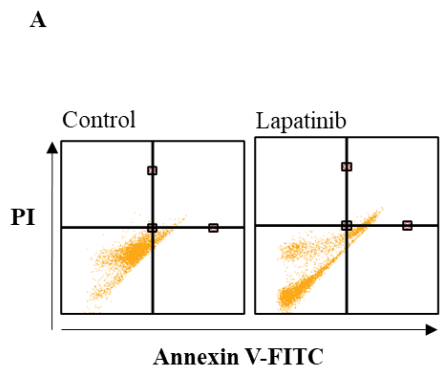 A
Control
Lapatinib
PI
Annexin V-FITC